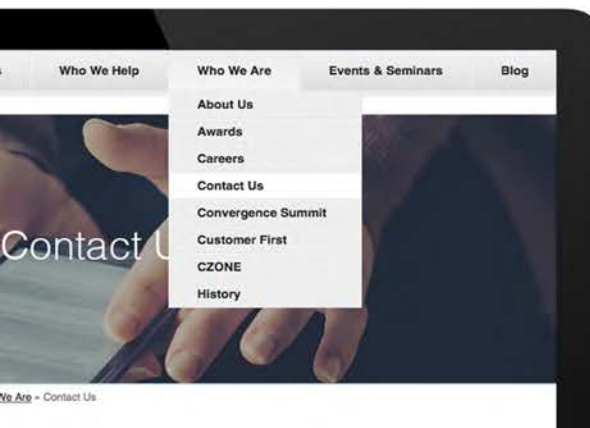 Who We Help Who We Are Events & Seminars Blog
About Us
Awards
Careers
Contact Us
Convergence Summit
Customer First
CZONE
History
Contact
We Are » Contact Us